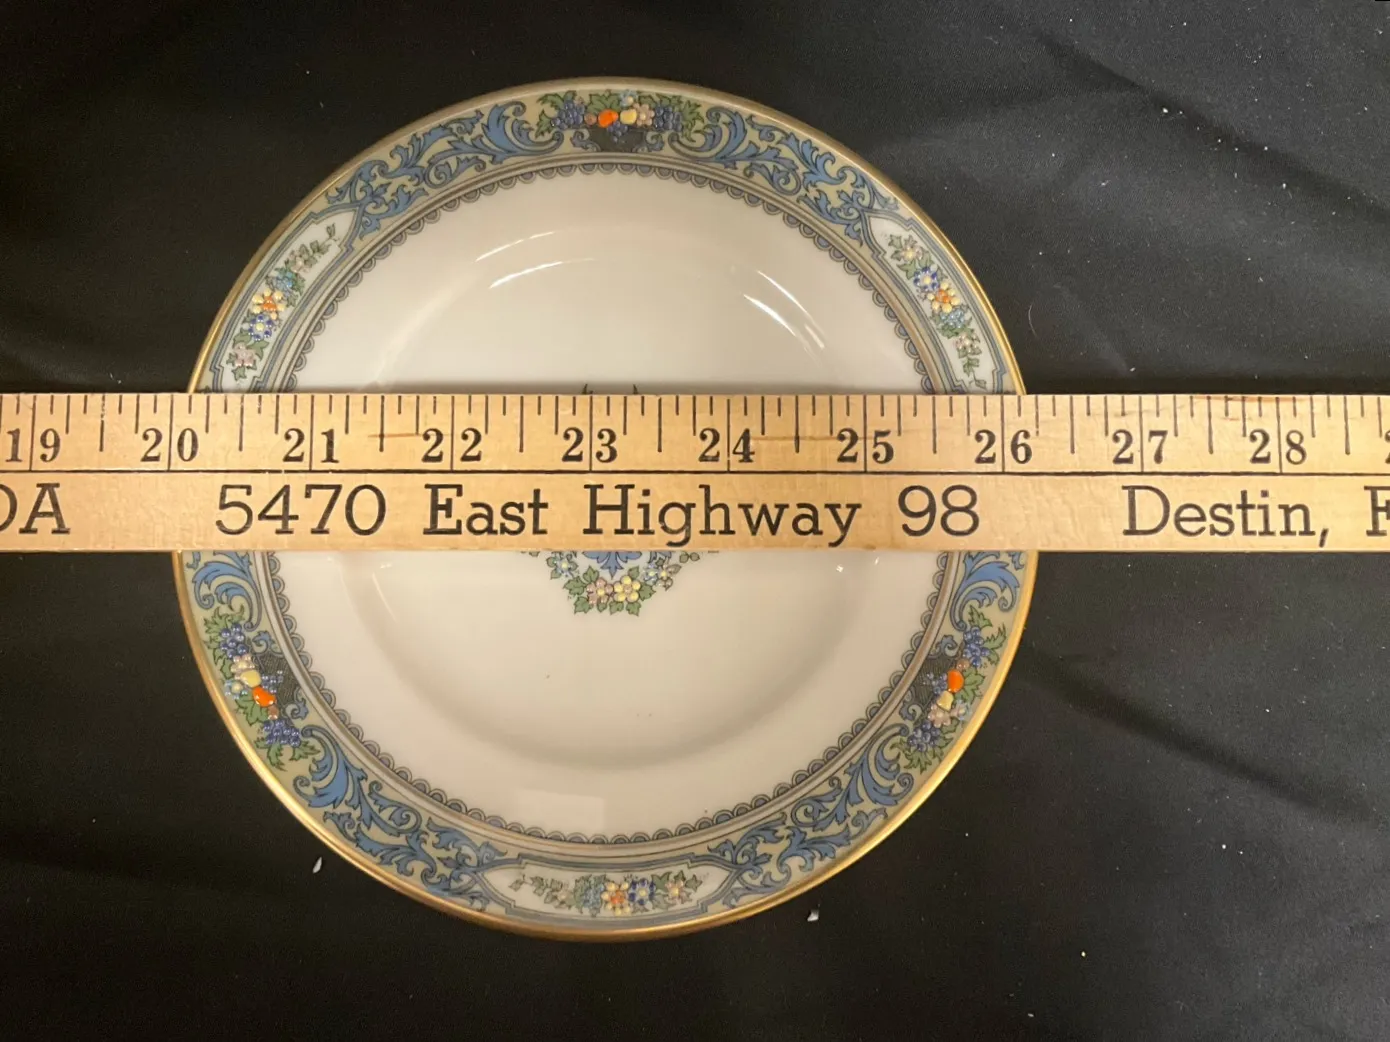 19 20 21 22 23 24 25 26 27 28
DA 5470 East Highway 98 Destin,